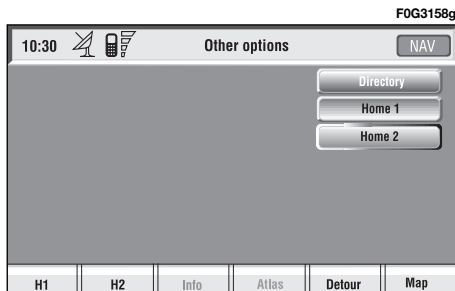 F0G3158g
10:30 Other options NAV
Directory
Home 1
Home 2
H1 H2 Info Atlas Detour Map